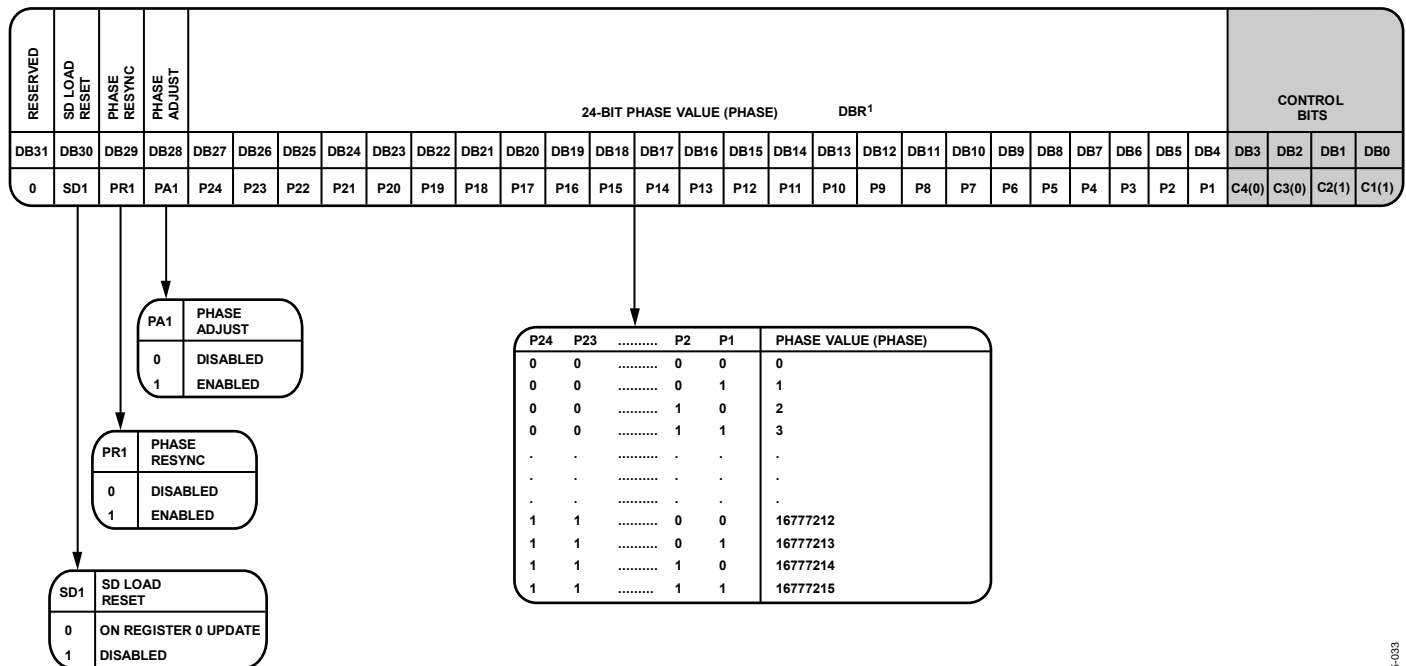 RESERVED
SD LOAD
RESET
PHASE
RESYNC
PHASE
ADJUST
24-BIT PHASE VALUE (PHASE) DBR1
CONTROL
BITS
DB31 DB30 DB29 DB28 DB27 DB26 DB25 DB24 DB23 DB22 DB21 DB20 DB19 DB18 DB17 DB16 DB15 DB14 DB13 DB12 DB11 DB10 DB9 DB8 DB7 DB6 DB5 DB4 DB3 DB2 DB1 DB0
0 SD1 PR1 PA1 P24 P23 P22 P21 P20 P19 P18 P17 P16 P15 P14 P13 P12 P11 P10 P9 P8 P7 P6 P5 P4 P3 P2 P1 C4(0) C3(0) C2(1) C1(1)
PA1 PHASE
ADJUST
0 DISABLED
1 ENABLED
PR1 PHASE
RESYNC
0 DISABLED
1 ENABLED
SD1 SD LOAD
RESET
0 ON REGISTER 0 UPDATE
1 DISABLED
P24 P23 .......... P2 P1 PHASE VALUE (PHASE)
0 0 .......... 0 0 0
0 0 .......... 0 1 1
0 0 .......... 1 0 2
0 0 .......... 1 1 3
. . .......... . . .
. . .......... . . .
. . .......... . . .
1 1 .......... 0 0 16777212
1 1 .......... 0 1 16777213
1 1 .......... 1 0 16777214
1 1 ......... 1 1 16777215